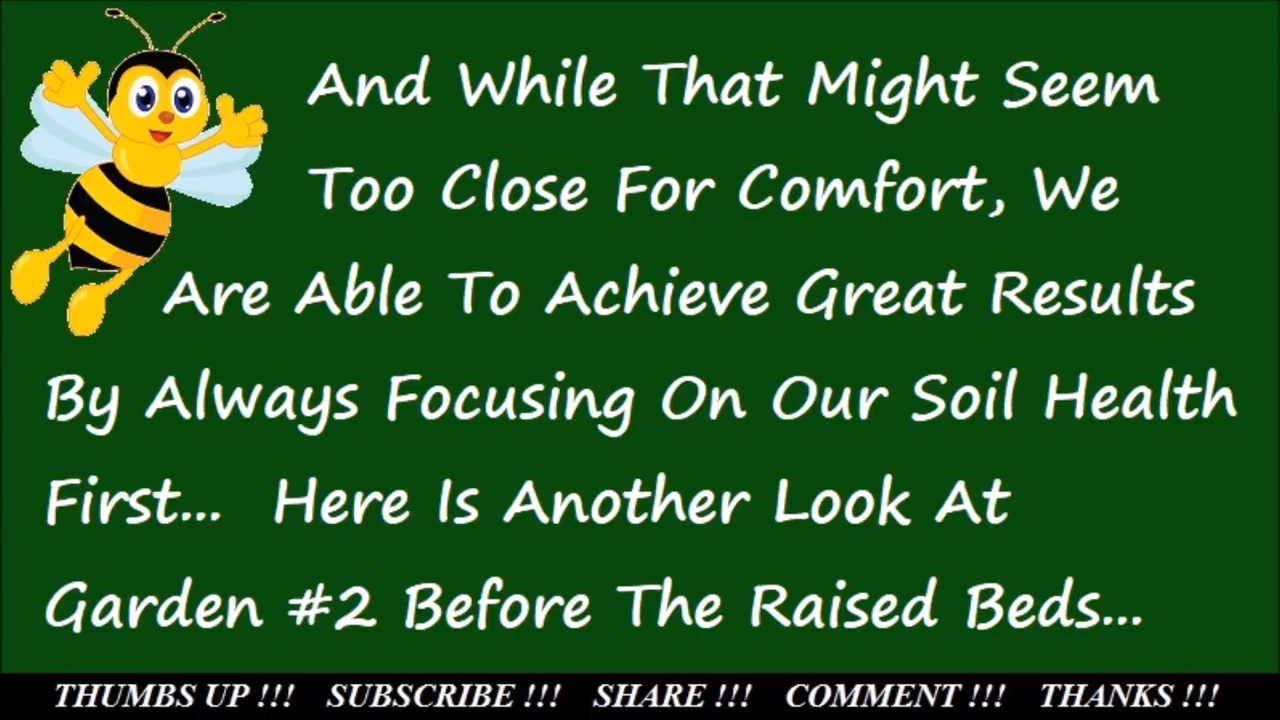 And While That Might Seem
Too Close For Comfort, We
Are Able To Achieve Great Results
By Always Focusing On Our Soil Health
First...  Here Is Another Look At
Garden #2 Before The Raised Beds...
THUMBS UP !!!  SUBSCRIBE !!!  SHARE !!!  COMMENT !!!  THANKS !!!